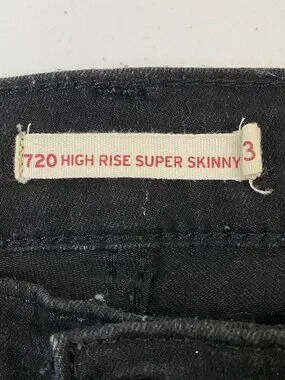 720 HIGH RISE SUPER SKINNY 3